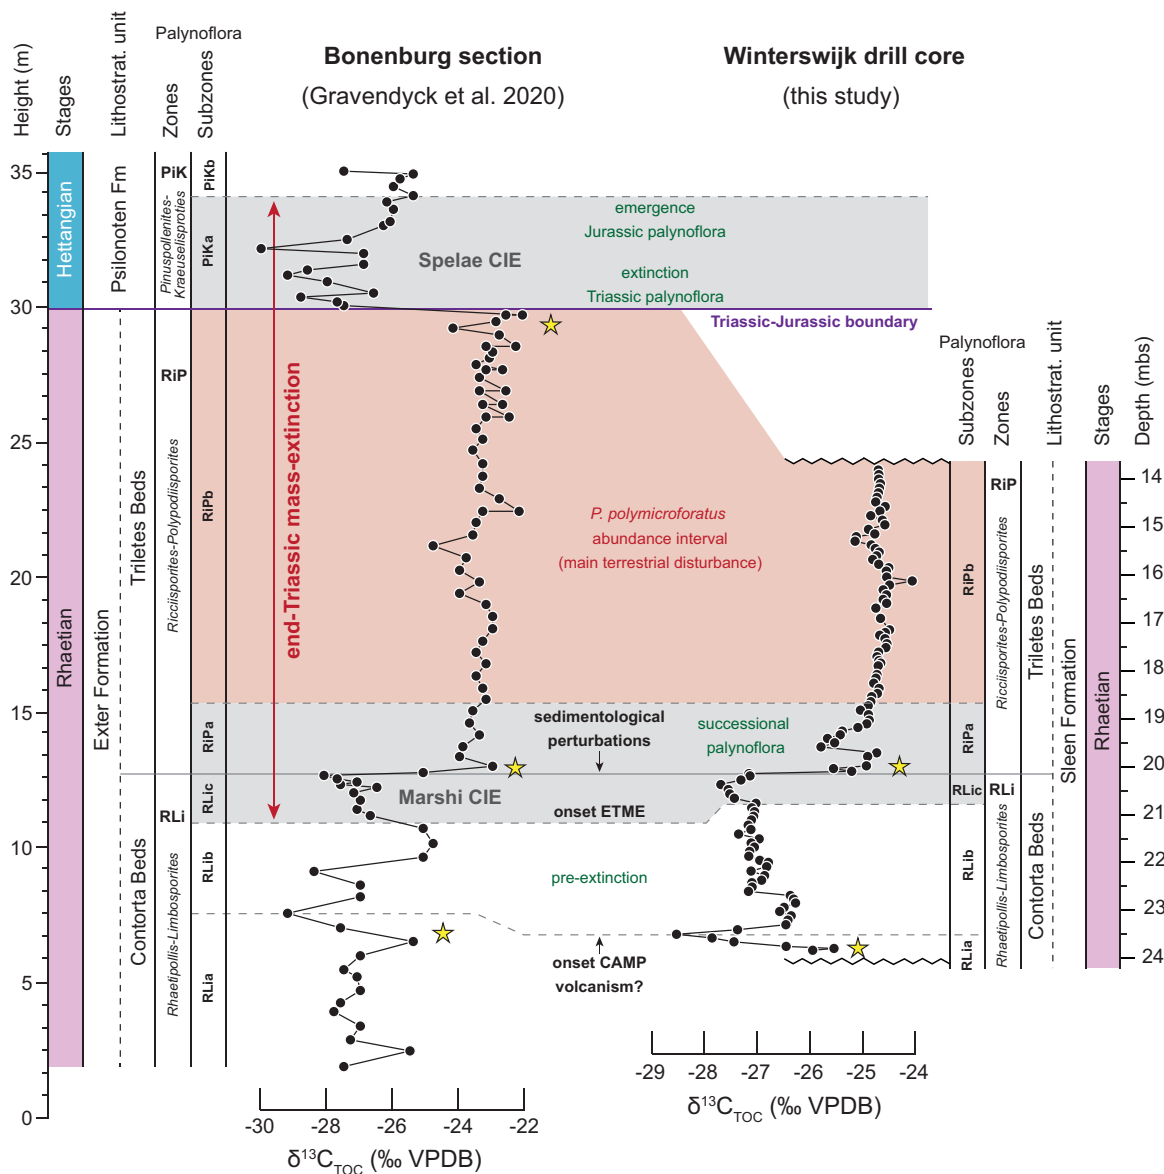 Height (m)
Stages
Lithostrat. unit
Palynoflora
Zones
Subzones
Bonenburg section
(Gravendyck et al. 2020)
Winterswijk drill core
(this study)
35
30
25
20
15
10
5
0
Hettangian
Rhaetian
Psilonoten Fm
Exter Formation
Triletes Beds
Contorta Beds
PiK
Pinuspollenites-
Kraeuselisproties
RiP
Ricciisporites-Polypodiisporites
RLi
Rhaetipollis-Limbosporites
PiKb
PiKa
RiPb
RiPa
RLic
RLib
RLia
end-Triassic mass-extinction
Spelae CIE
emergence
Jurassic palynoflora
extinction
Triassic palynoflora
Triassic-Jurassic boundary
P. polymicroforatus
abundance interval
(main terrestrial disturbance)
sedimentological
perturbations
successional
palynoflora
Marshi CIE
onset ETME
pre-extinction
onset CAMP
volcanism?
Palynoflora
Subzones
Zones
Lithostrat. unit
Stages
Depth (mbs)
RiPb
RiPa
RLic
RLib
RLia
RiP
Ricciisporites-Polypodiisporites
RLi
Rhaetipollis-Limbosporites
Triletes Beds
Contorta Beds
Sleen Formation
Rhaetian
14
15
16
17
18
19
20
21
22
23
24
-29 -28 -27 -26 -25 -24
δ13CTOC (‰ VPDB)
-30 -28 -26 -24 -22
δ13CTOC (‰ VPDB)